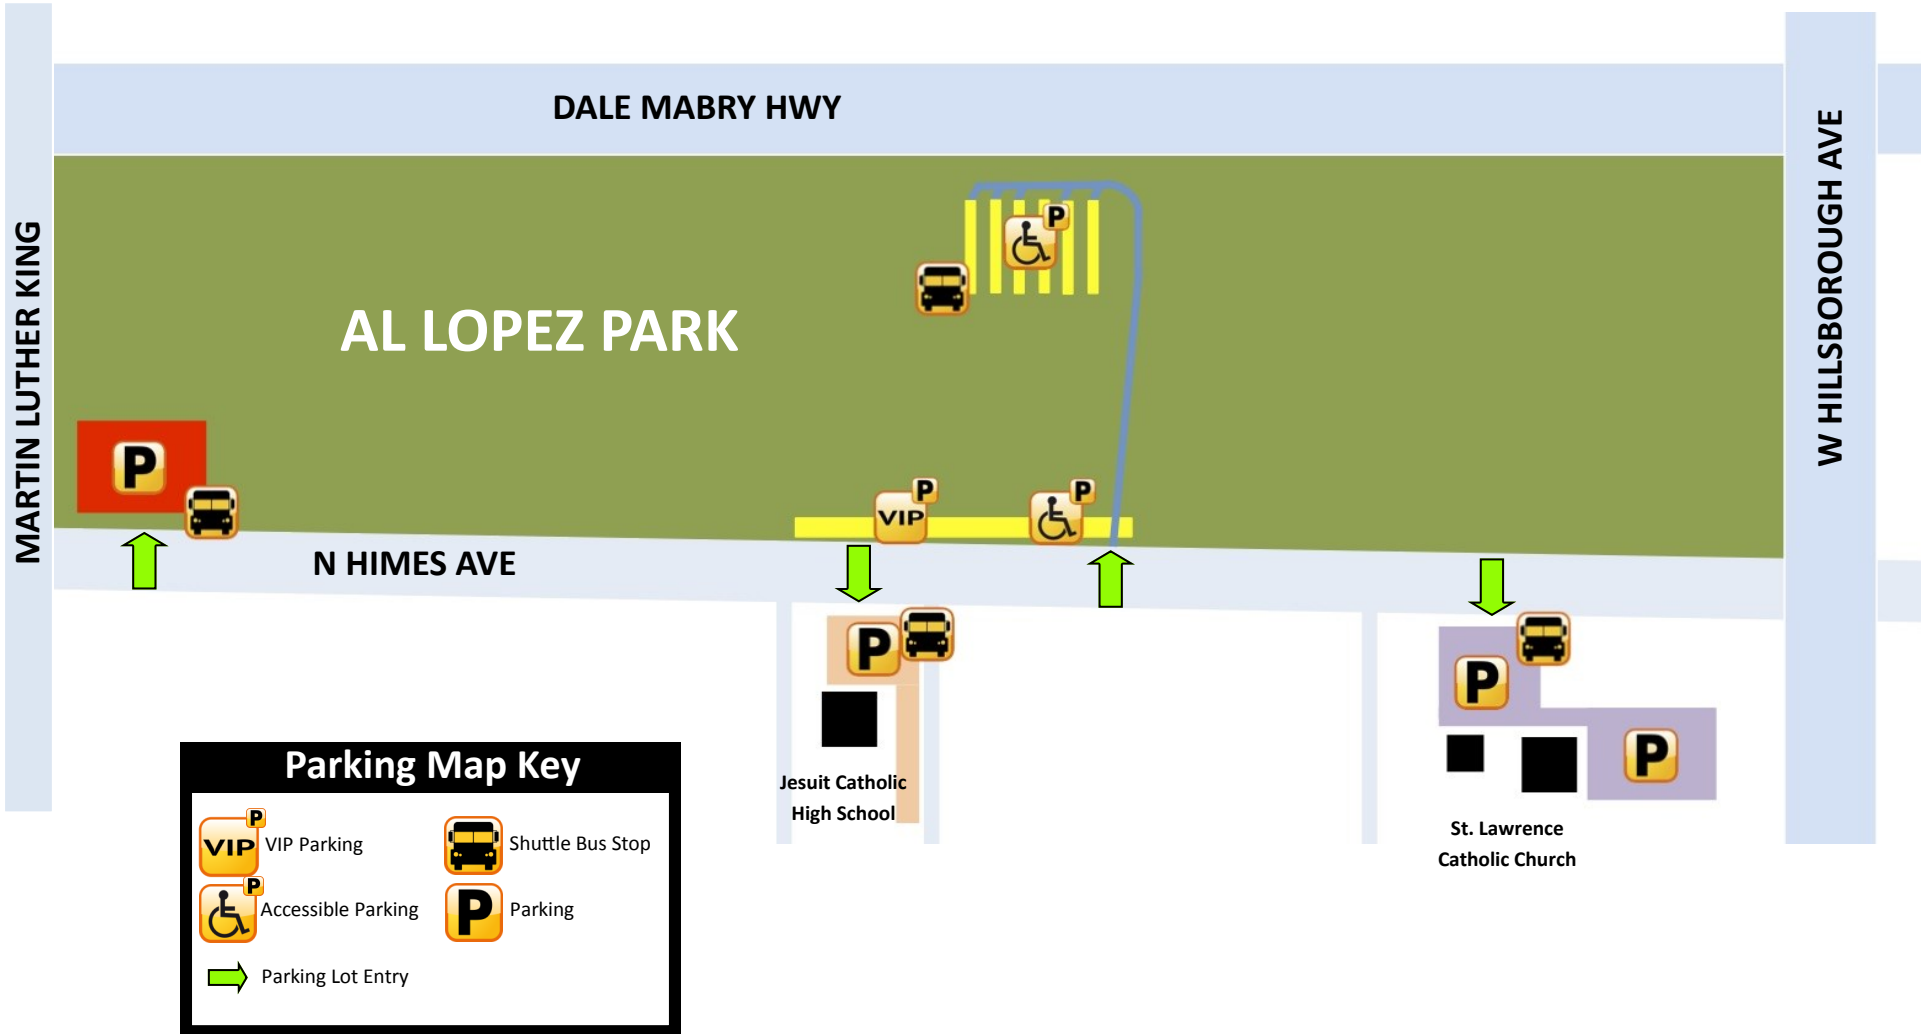 DALE MABRY HWY
MARTIN LUTHER KING
W HILLSBOROUGH AVE
P
AL LOPEZ PARK
P
P
VIP
P
N HIMES AVE
P
P
P
Jesuit Catholic
High School
St. Lawrence
Catholic Church
Parking Map Key
P
VIP
VIP Parking
Shuttle Bus Stop
P
Accessible Parking
P
Parking
Parking Lot Entry